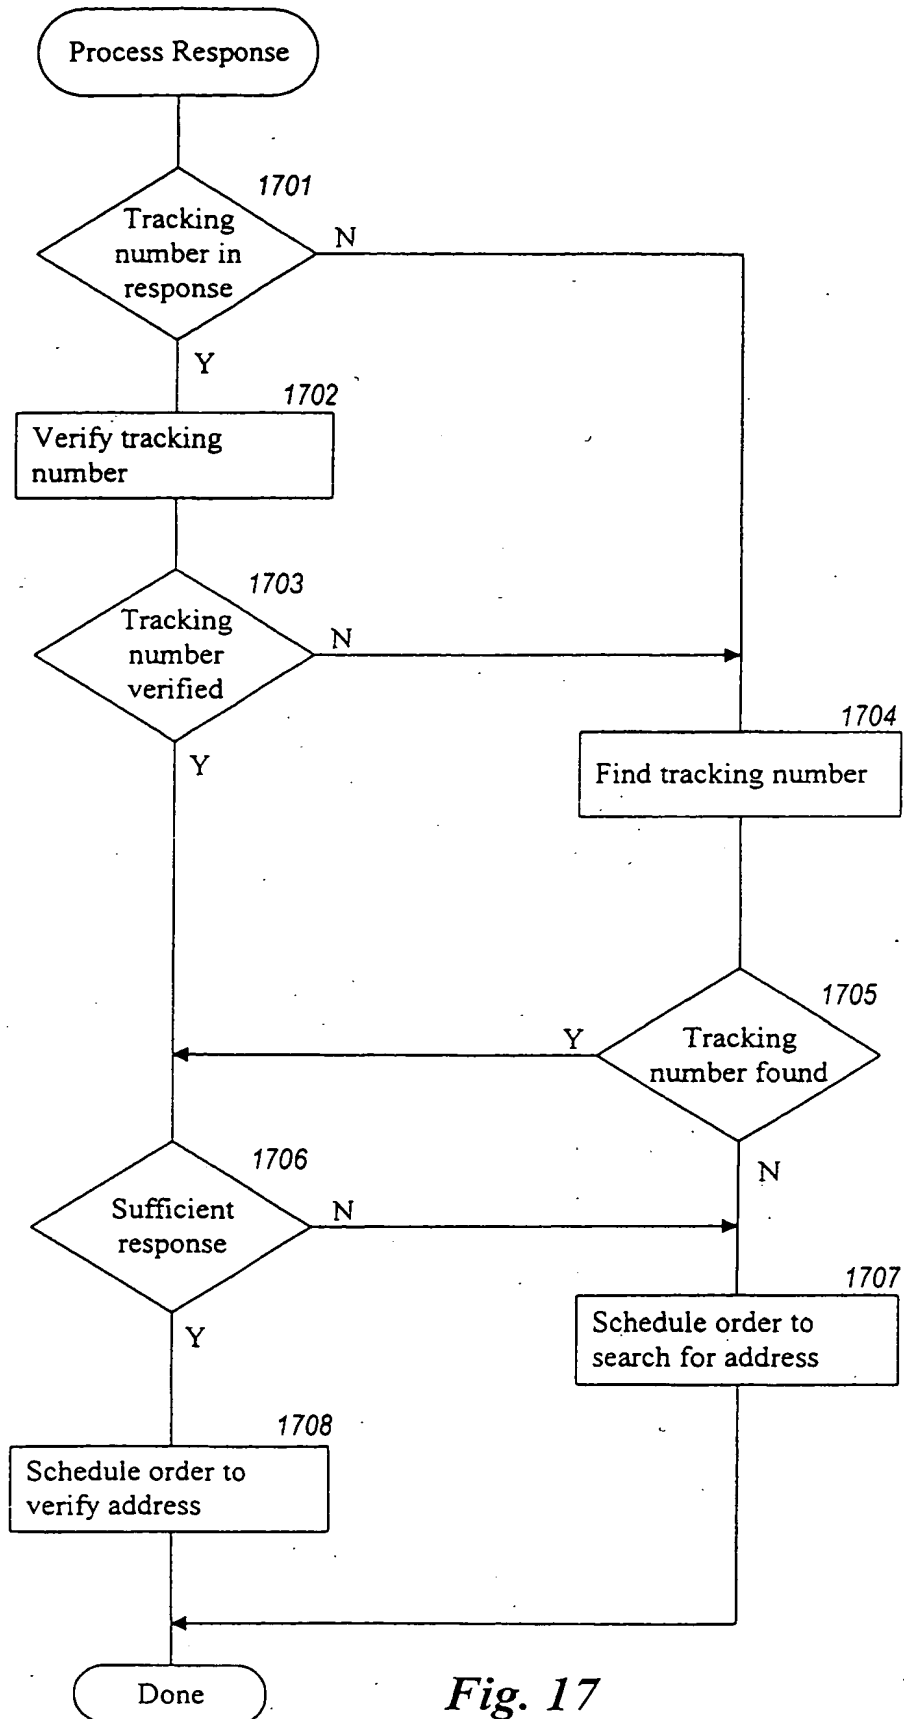 Process Response
1701
Tracking
number in
response
N
Y
1702
Verify tracking
number
1703
Tracking
number
verified
N
Y
1704
Find tracking number
1705
Tracking
number found
Y
N
1706
Sufficient
response
N
Y
1707
Schedule order to
search for address
1708
Schedule order to
verify address
Done
Fig. 17